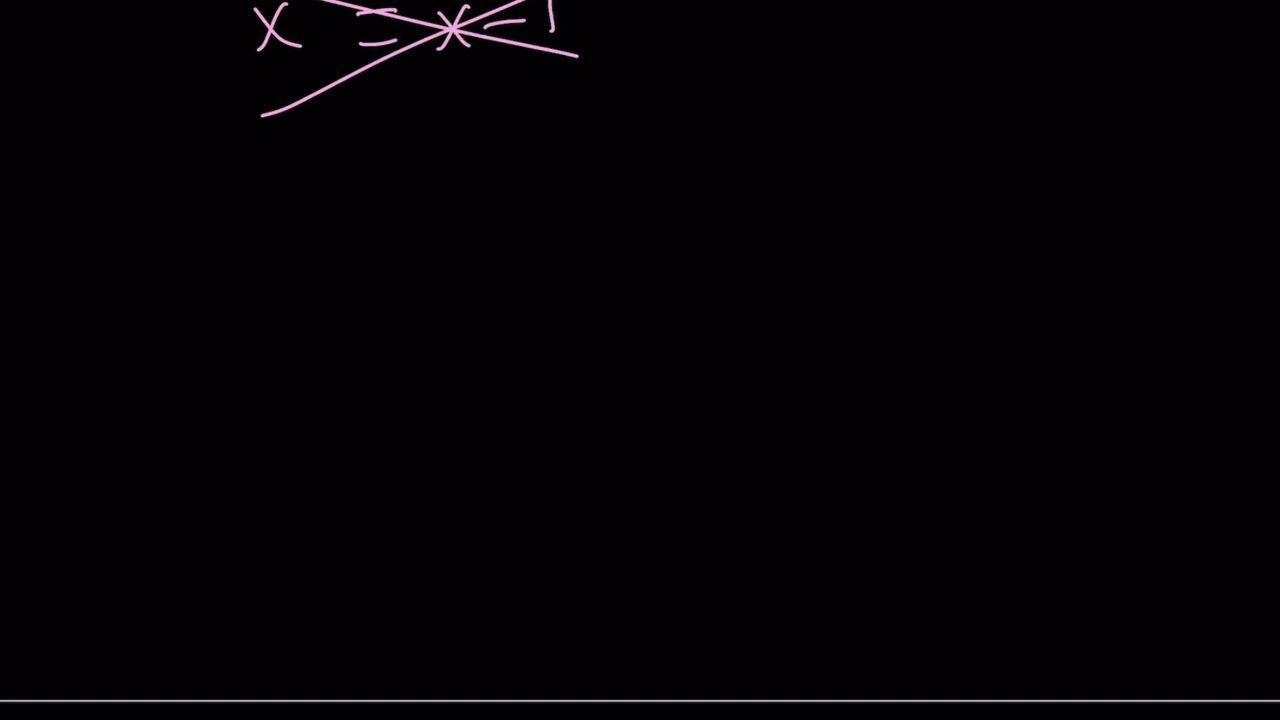 x = x - 1